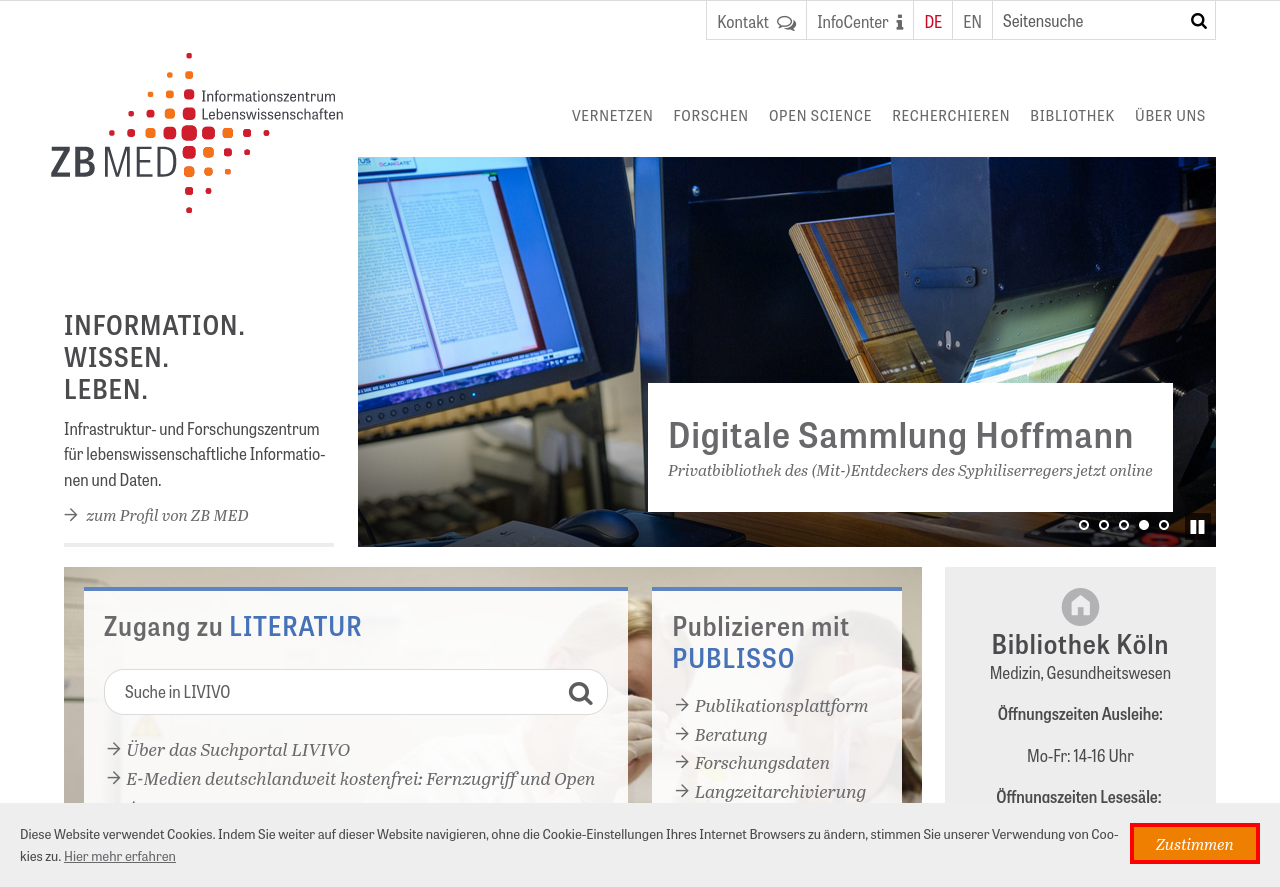 Kontakt
InfoCenter
DE
EN
Seitensuche
Informationszentrum
Lebenswissenschaften
ZB MED
VERNETZEN
FORSCHEN
OPEN SCIENCE
RECHERCHIEREN
BIBLIOTHEK
ÜBER UNS
INFORMATION.
WISSEN.
LEBEN.
Infrastruktur- und Forschungszentrum
für lebenswissenschaftliche Informatio-
nen und Daten.
zum Profil von ZB MED
Digitale Sammlung Hoffmann
Privatbibliothek des (Mit-)Entdeckers des Syphiliserregers jetzt online
Zugang zu LITERATUR
Suche in LIVIVO
Über das Suchportal LIVIVO
E-Medien deutschlandweit kostenfrei: Fernzugriff und Open
Publizieren mit
PUBLISSO
Publikationsplattform
Beratung
Forschungsdaten
Langzeitarchivierung
Bibliothek Köln
Medizin, Gesundheitswesen
Öffnungszeiten Ausleihe:
Mo-Fr: 14-16 Uhr
Öffnungszeiten Lesesäle:
Diese Website verwendet Cookies. Indem Sie weiter auf dieser Website navigieren, ohne die Cookie-Einstellungen Ihres Internet Browsers zu ändern, stimmen Sie unserer Verwendung von Coo-
kies zu. Hier mehr erfahren
Zustimmen